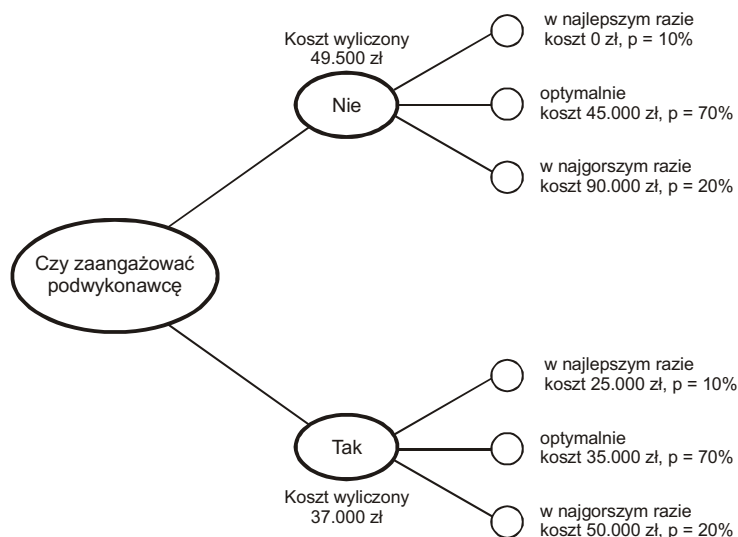 Koszt wyliczony
49.500 zł
Nie
w najlepszym razie
koszt 0 zł, p = 10%
optymalnie
koszt 45.000 zł, p = 70%
w najgorszym razie
koszt 90.000 zł, p = 20%
Czy zaangażować
podwykonawcę
w najlepszym razie
koszt 25.000 zł, p = 10%
optymalnie
koszt 35.000 zł, p = 70%
w najgorszym razie
koszt 50.000 zł, p = 20%
Tak
Koszt wyliczony
37.000 zł